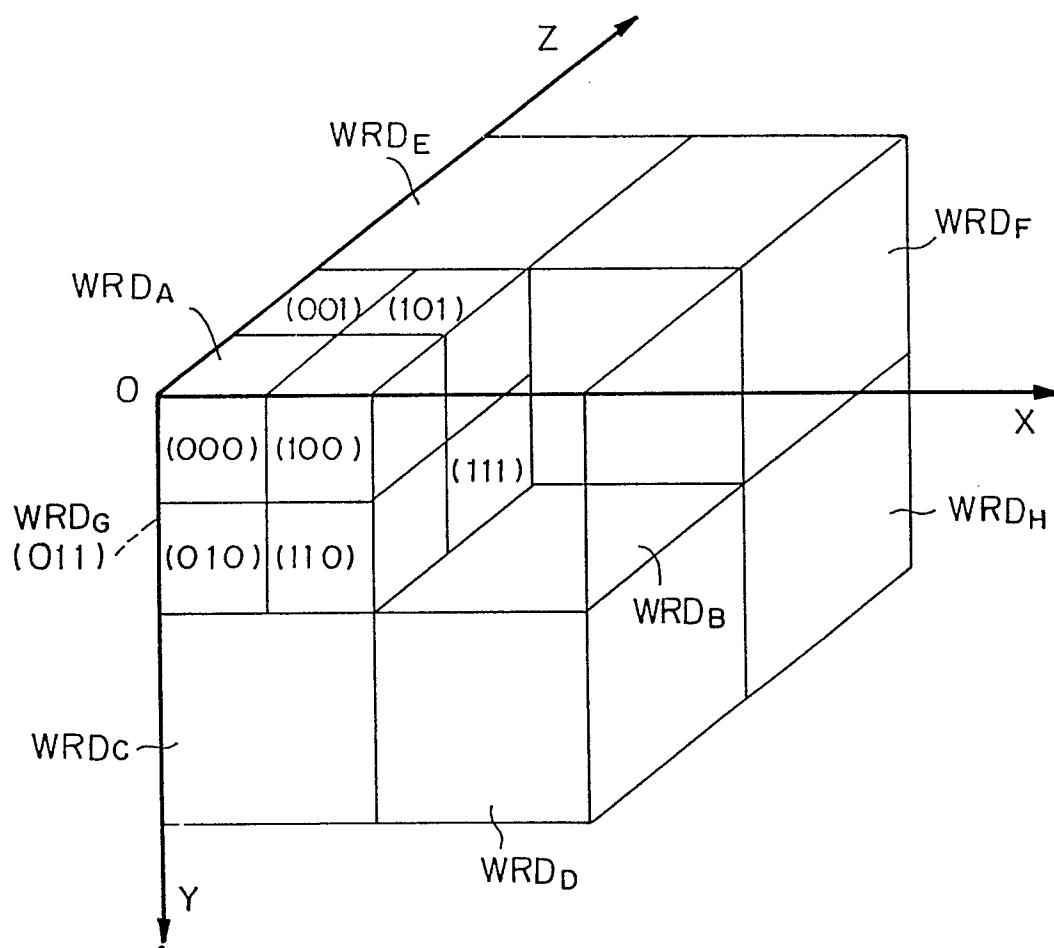 Z
WRDE
WRDF
WRDA
(001) (101)
O
X
(000) (100)
(111)
WRDG
(011)
(010) (110)
WRDH
WRDB
WRDC
WRDD
Y